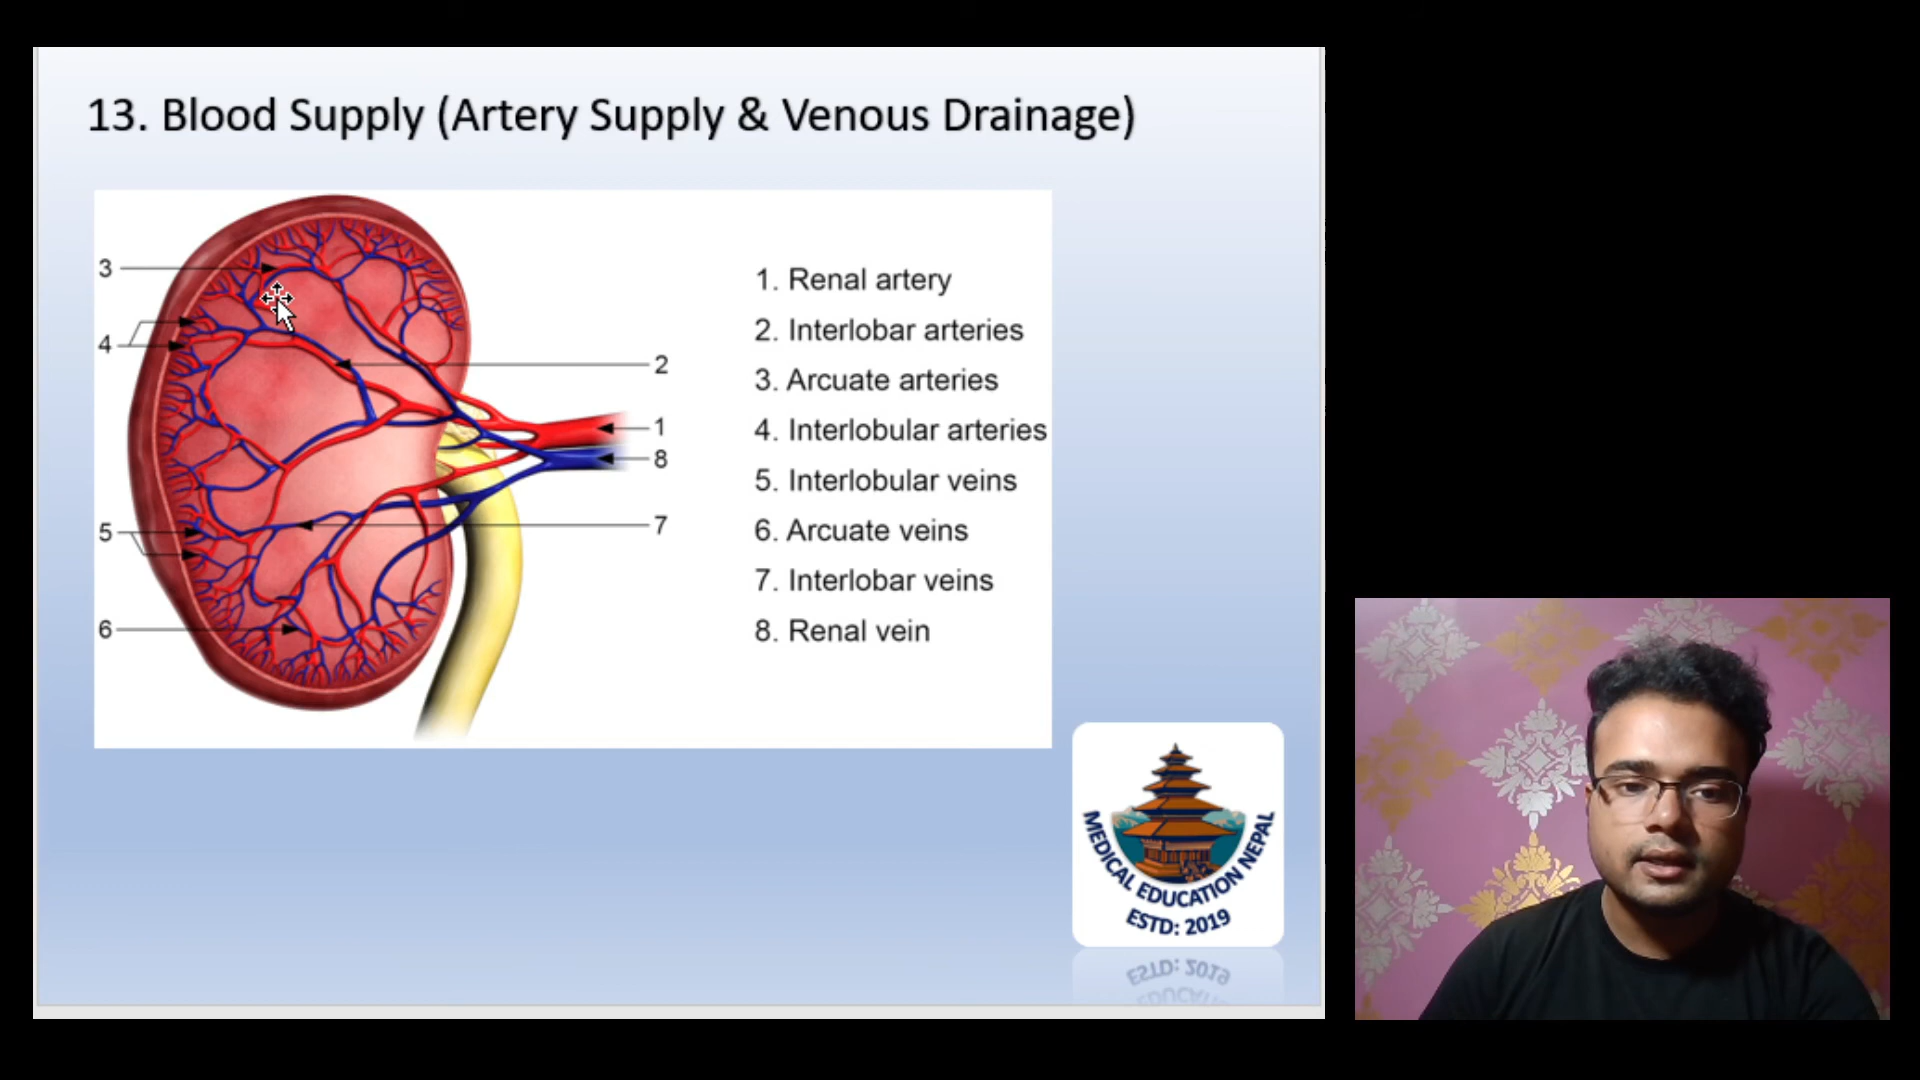 13. Blood Supply (Artery Supply & Venous Drainage)
3
4
5
6
2
1
8
7
1. Renal artery
2. Interlobar arteries
3. Arcuate arteries
4. Interlobular arteries
5. Interlobular veins
6. Arcuate veins
7. Interlobar veins
8. Renal vein
MEDICAL EDUCATION NEPAL
ESTD: 2019